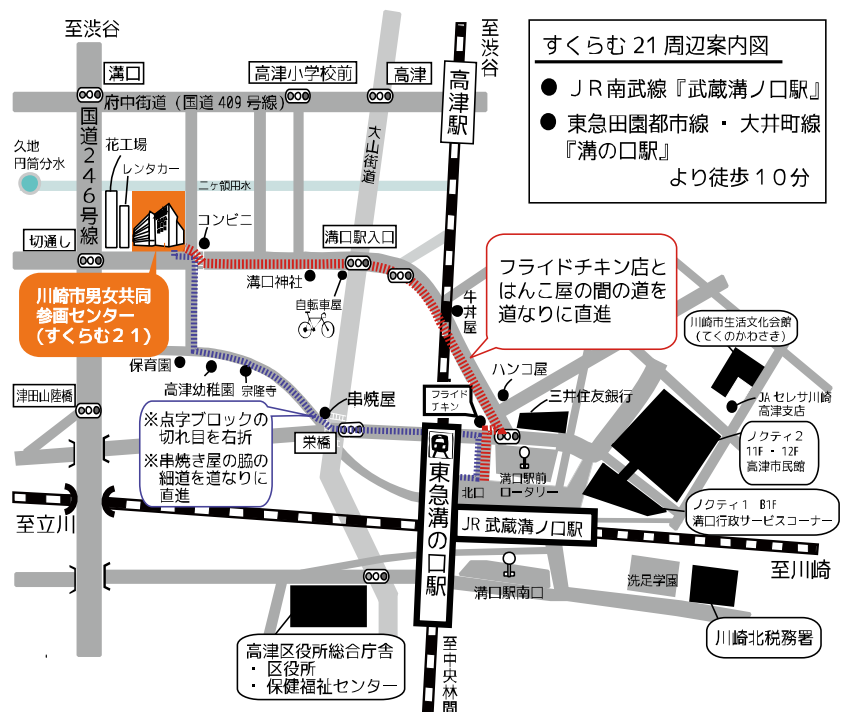 至渋谷
至渋谷
すくらむ21周辺案内図
● JR南武線『武蔵溝ノ口駅』
● 東急田園都市線・大井町線
『溝の口駅』
より徒歩10分
溝口
高津小学校前
高津
高津駅
府中街道(国道409号線)
国道246号線
大山街道
久地
円筒分水
花工場
レンタカー
二ヶ領用水
コンビニ
切通し
溝口駅入口
溝口神社
自転車屋
フライドチキン店と
はんこ屋の間の道を
道なりに直進
川崎市男女共同
参画センター
(すくらむ21)
牛丼屋
川崎市生活文化会館
(てくのかわさき)
保育園
高津幼稚園
宗隆寺
ハンコ屋
津田山陸橋
串焼屋
フライド
チキン
三井住友銀行
JAセレサ川崎
高津支店
※点字ブロックの
切れ目を右折
※串焼き屋の脇の
細道を道なりに
直進
栄橋
ノクティ2
11F・12F
高津市民館
溝口駅前
ロータリー
北口
東急溝の口駅
ノクティ1 B1F
溝口行政サービスコーナー
至立川
JR武蔵溝ノ口駅
至川崎
溝口駅南口
洗足学園
川崎北税務署
高津区役所総合庁舎
・区役所
・保健福祉センター
至中央林間